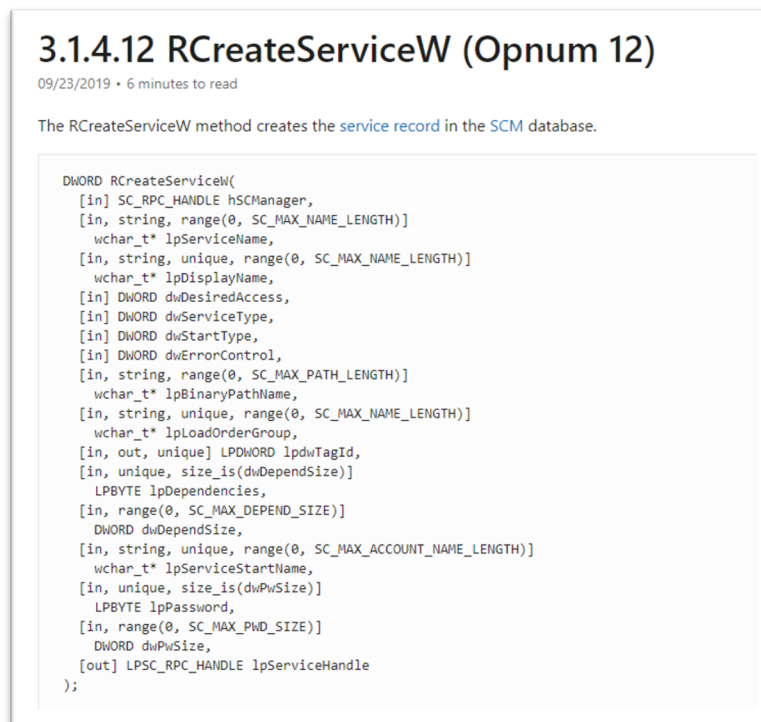 3.1.4.12 RCreateServiceW (Opnum 12)
09/23/2019 • 6 minutes to read
The RCreateServiceW method creates the service record in the SCM database.
DWORD RCreateServiceW(
[in] SC_RPC_HANDLE hSCManager,
[in, string, range(0, SC_MAX_NAME_LENGTH)]
wchar_t* lpServiceName,
[in, string, unique, range(0, SC_MAX_NAME_LENGTH)]
wchar_t* lpDisplayName,
[in] DWORD dwDesiredAccess,
[in] DWORD dwServiceType,
[in] DWORD dwStartType,
[in] DWORD dwErrorControl,
[in, string, range(0, SC_MAX_PATH_LENGTH)]
wchar_t* lpBinaryPathName,
[in, string, unique, range(0, SC_MAX_NAME_LENGTH)]
wchar_t* lpLoadOrderGroup,
[in, out, unique] LPDWORD lpdwTagId,
[in, unique, size_is(dwDependSize)]
LPBYTE lpDependencies,
[in, range(0, SC_MAX_DEPEND_SIZE)]
DWORD dwDependSize,
[in, string, unique, range(0, SC_MAX_ACCOUNT_NAME_LENGTH)]
wchar_t* lpServiceStartName,
[in, unique, size_is(dwPwSize)]
LPBYTE lpPassword,
[in, range(0, SC_MAX_PWD_SIZE)]
DWORD dwPwSize,
[out] LPSC_RPC_HANDLE lpServiceHandle
);